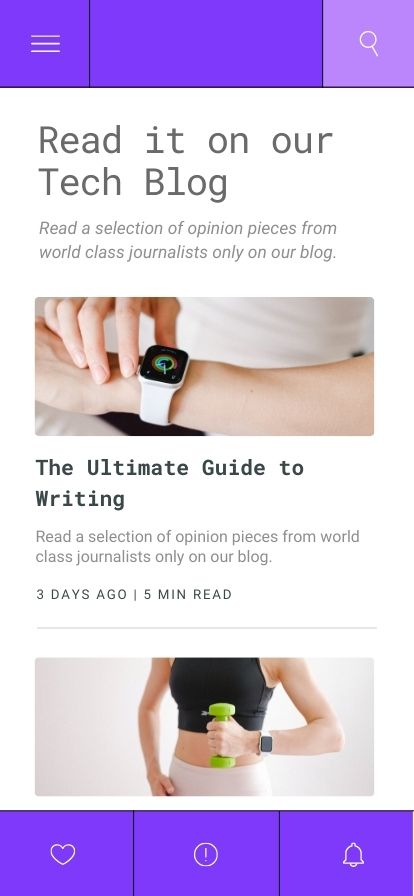 Read it on our
Tech Blog
Read a selection of opinion pieces from
world class journalists only on our blog.
The Ultimate Guide to
Writing
Read a selection of opinion pieces from world
class journalists only on our blog.
3 DAYS AGO | 5 MIN READ